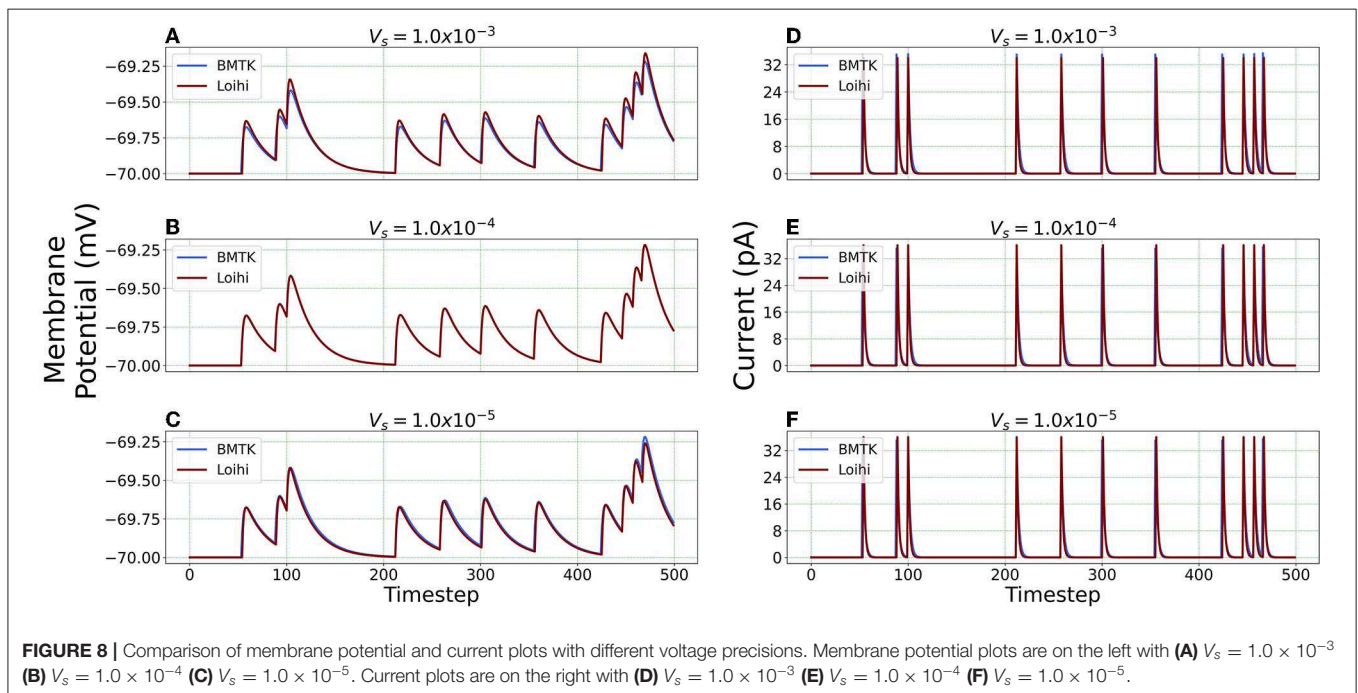 A
V_s = 1.0x10^{-3}
BMTK
Loihi
−69.25
−69.50
−69.75
−70.00
B
V_s = 1.0x10^{-4}
BMTK
Loihi
−69.25
−69.50
−69.75
−70.00
C
V_s = 1.0x10^{-5}
BMTK
Loihi
−69.25
−69.50
−69.75
−70.00
0 100 200 300 400 500
Timestep
Membrane
Potential (mV)
D
V_s = 1.0x10^{-3}
BMTK
Loihi
32
24
16
8
0
E
V_s = 1.0x10^{-4}
BMTK
Loihi
32
24
16
8
0
F
V_s = 1.0x10^{-5}
BMTK
Loihi
32
24
16
8
0
0 100 200 300 400 500
Timestep
Current (pA)
FIGURE 8 | Comparison of membrane potential and current plots with different voltage precisions. Membrane potential plots are on the left with (A) V_s = 1.0 × 10^{−3}
(B) V_s = 1.0 × 10^{−4} (C) V_s = 1.0 × 10^{−5}. Current plots are on the right with (D) V_s = 1.0 × 10^{−3} (E) V_s = 1.0 × 10^{−4} (F) V_s = 1.0 × 10^{−5}.